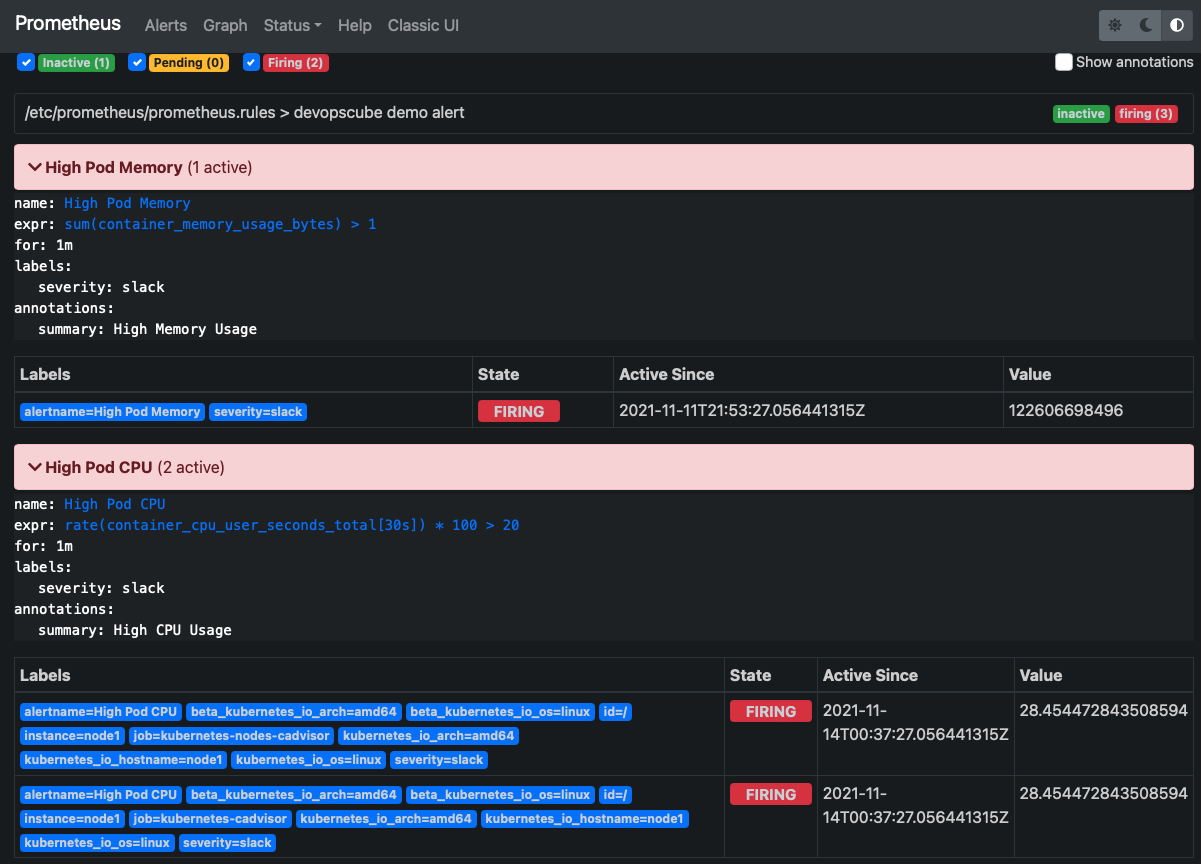 Prometheus Alerts Graph Status Help Classic UI
Inactive (1) Pending (0) Firing (2) Show annotations
/etc/prometheus/prometheus.rules > devopscube demo alert inactive firing (3)
High Pod Memory (1 active)
name: High Pod Memory
expr: sum(container_memory_usage_bytes) > 1
for: 1m
labels:
severity: slack
annotations:
summary: High Memory Usage
Labels State Active Since Value
alertname=High Pod Memory severity=slack FIRING 2021-11-11T21:53:27.056441315Z 122606698496
High Pod CPU (2 active)
name: High Pod CPU
expr: rate(container_cpu_user_seconds_total[30s]) * 100 > 20
for: 1m
labels:
severity: slack
annotations:
summary: High CPU Usage
Labels State Active Since Value
alertname=High Pod CPU beta_kubernetes_io_arch=amd64 beta_kubernetes_io_os=linux id=/ FIRING 2021-11- 28.454472843508594
instance=node1 job=kubernetes-nodes-cadvisor kubernetes_io_arch=amd64 14T00:37:27.056441315Z
kubernetes_io_hostname=node1 kubernetes_io_os=linux severity=slack
alertname=High Pod CPU beta_kubernetes_io_arch=amd64 beta_kubernetes_io_os=linux id=/ FIRING 2021-11- 28.454472843508594
instance=node1 job=kubernetes-cadvisor kubernetes_io_arch=amd64 kubernetes_io_hostname=node1 14T00:37:27.056441315Z
kubernetes_io_os=linux severity=slack